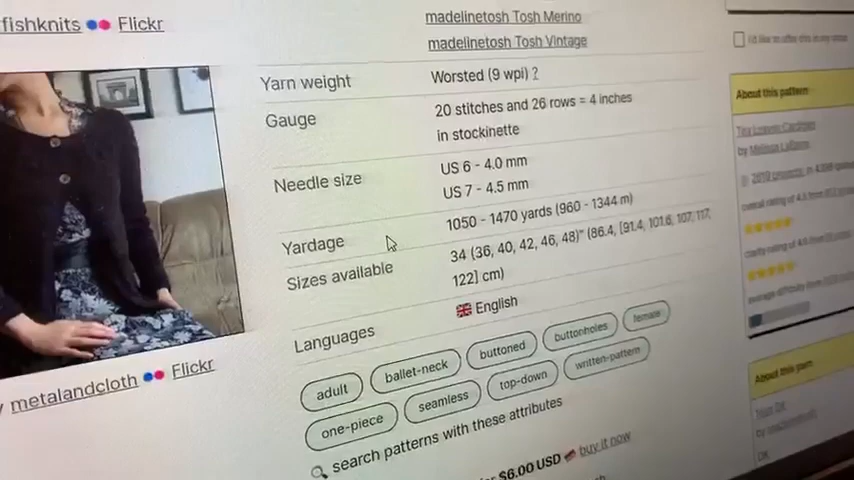 fishknits Flickr
madelinetosh Tosh Merino
madelinetosh Tosh Vintage
Yarn weight
Worsted (9 wpi) ?
Gauge
20 stitches and 26 rows = 4 inches
in stockinette
Needle size
US 6 - 4.0 mm
US 7 - 4.5 mm
Yardage
1050 - 1470 yards (960 - 1344 m)
Sizes available
34 (36, 40, 42, 46, 48)" (86.4, [91.4, 101.6, 107, 117,
122] cm)
Languages
English
adult
ballet-neck
buttoned
buttonholes
female
one-piece
seamless
top-down
written-pattern
search patterns with these attributes
$6.00 USD buy it now
metalandcloth Flickr
About this pattern
by
About this yarn
by
DK